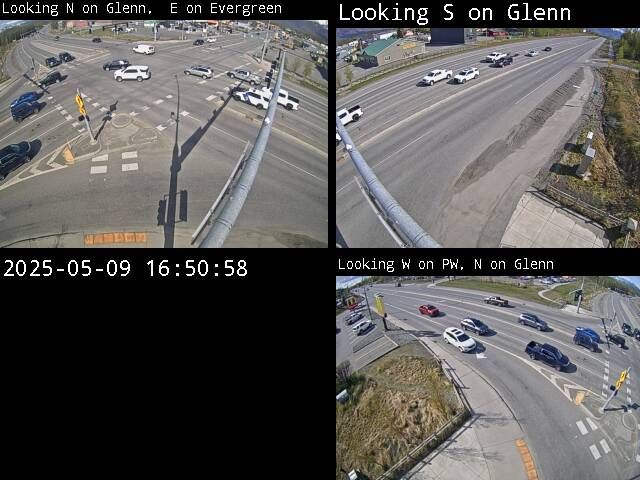 Looking N on Glenn,  E on Evergreen
Looking S on Glenn
2025-05-09 16:50:58
Looking W on PW, N on Glenn